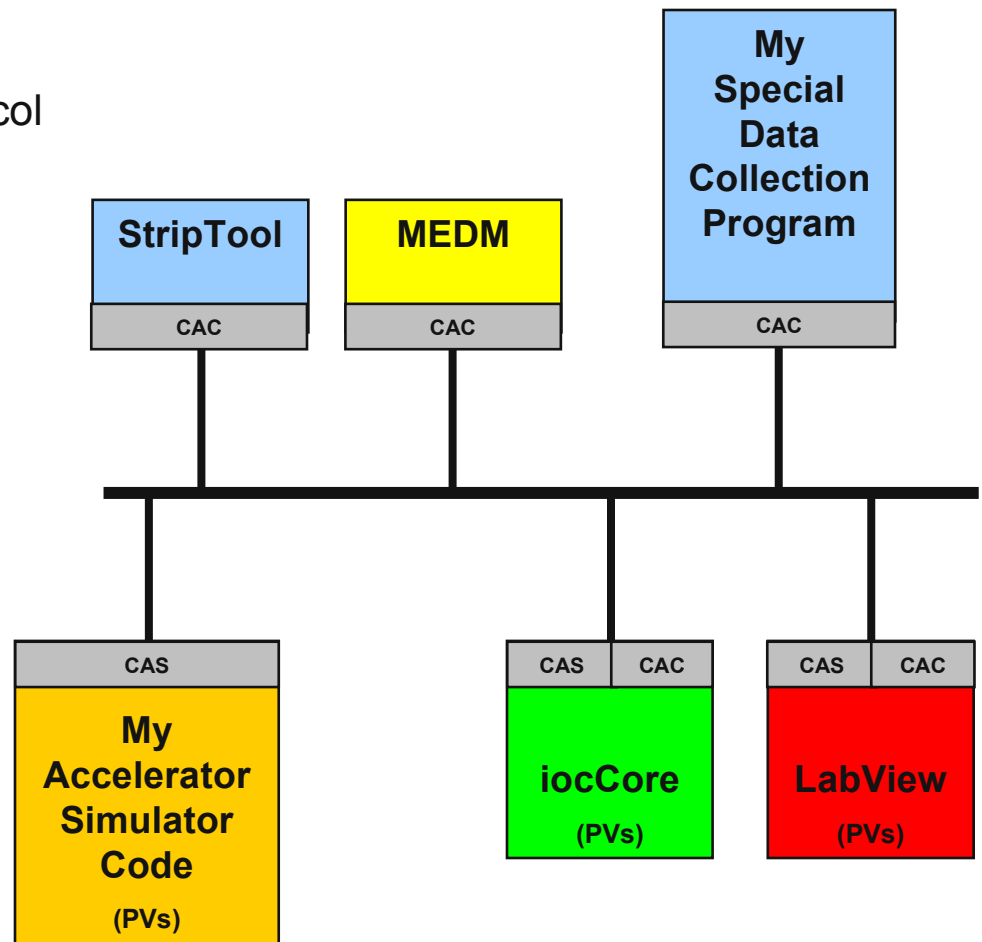 col
My
Special
Data
Collection
Program
CAC
StripTool
CAC
MEDM
CAC
CAS
My
Accelerator
Simulator
Code
(PVs)
CAS CAC
iocCore
(PVs)
CAS CAC
LabView
(PVs)